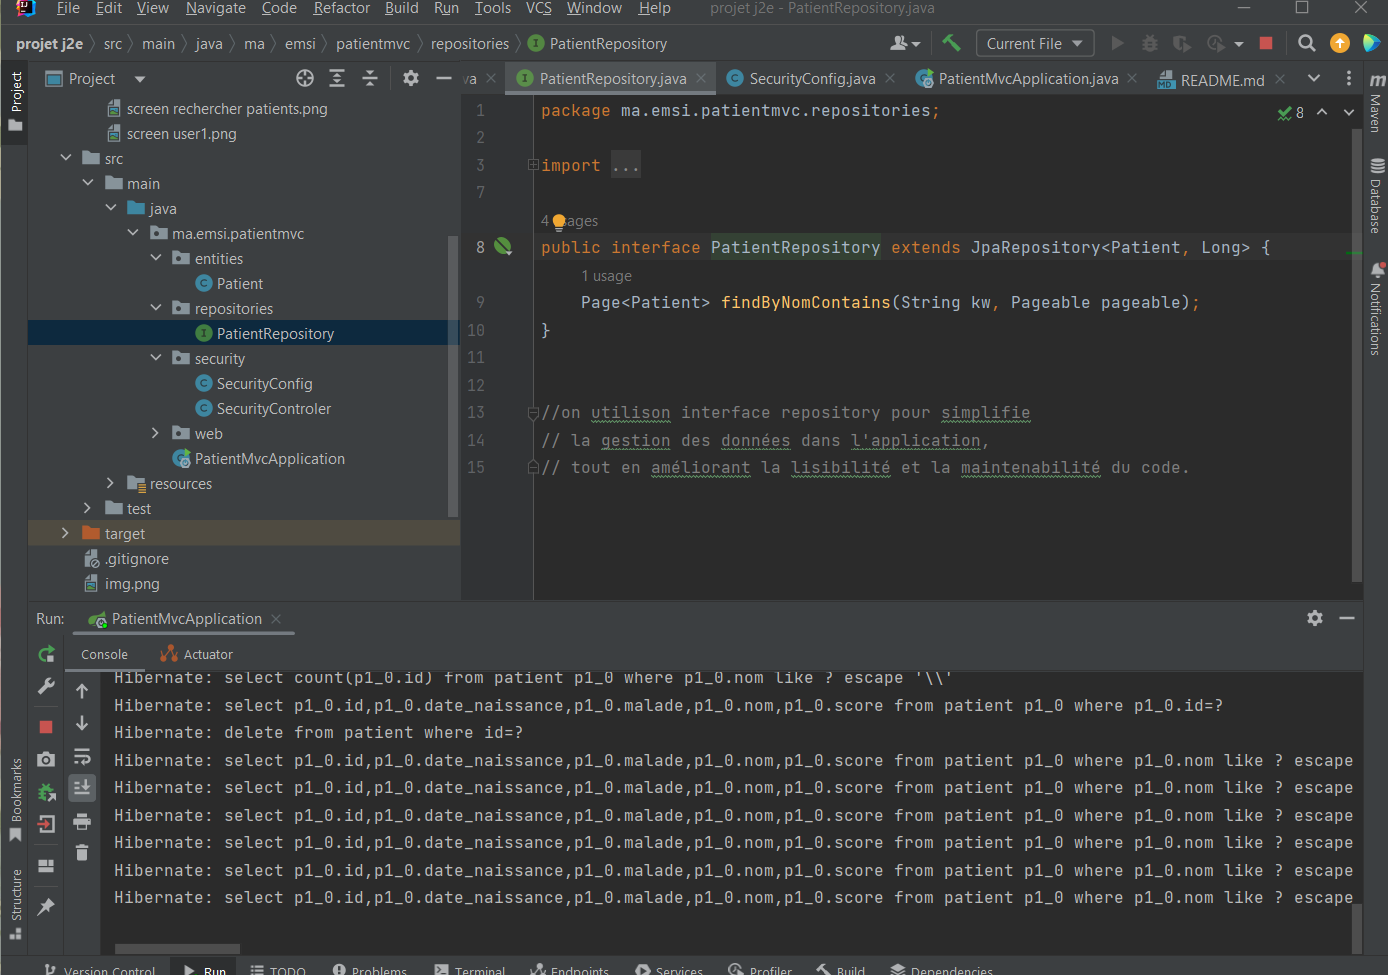 File Edit View Navigate Code Refactor Build Run Tools VCS Window Help projet j2e - PatientRepository.java
projet j2e src main java ma emsi patientmvc repositories PatientRepository Current File
Project
Project
PatientRepository.java SecurityConfig.java PatientMvcApplication.java README.md
screen rechercher patients.png
screen user1.png
src
main
java
ma.emsi.patientmvc
entities
Patient
repositories
PatientRepository
security
SecurityConfig
SecurityControler
web
PatientMvcApplication
resources
test
target
.gitignore
img.png
8
1 package ma.emsi.patientmvc.repositories;
2
3 import ...
7
4
8 public interface PatientRepository extends JpaRepository<Patient, Long> {
1 usage
9 Page<Patient> findByNomContains(String kw, Pageable pageable);
10 }
11
12
13 //on utilison interface repository pour simplifie
14 // la gestion des données dans l'application,
15 // tout en améliorant la lisibilité et la maintenabilité du code.
Maven
Database
Notifications
Run: PatientMvcApplication
Console Actuator
Hibernate: select count(p1_0.id) from patient p1_0 where p1_0.nom like ? escape '\\'
Hibernate: select p1_0.id,p1_0.date_naissance,p1_0.malade,p1_0.nom,p1_0.score from patient p1_0 where p1_0.id=?
Hibernate: delete from patient where id=?
Hibernate: select p1_0.id,p1_0.date_naissance,p1_0.malade,p1_0.nom,p1_0.score from patient p1_0 where p1_0.nom like ? escape
Hibernate: select p1_0.id,p1_0.date_naissance,p1_0.malade,p1_0.nom,p1_0.score from patient p1_0 where p1_0.nom like ? escape
Hibernate: select p1_0.id,p1_0.date_naissance,p1_0.malade,p1_0.nom,p1_0.score from patient p1_0 where p1_0.nom like ? escape
Hibernate: select p1_0.id,p1_0.date_naissance,p1_0.malade,p1_0.nom,p1_0.score from patient p1_0 where p1_0.nom like ? escape
Hibernate: select p1_0.id,p1_0.date_naissance,p1_0.malade,p1_0.nom,p1_0.score from patient p1_0 where p1_0.nom like ? escape
Hibernate: select p1_0.id,p1_0.date_naissance,p1_0.malade,p1_0.nom,p1_0.score from patient p1_0 where p1_0.nom like ? escape
Bookmarks
Structure
Version Control Run TODO Problems Terminal Endpoints Services Profiler Build Dependencies